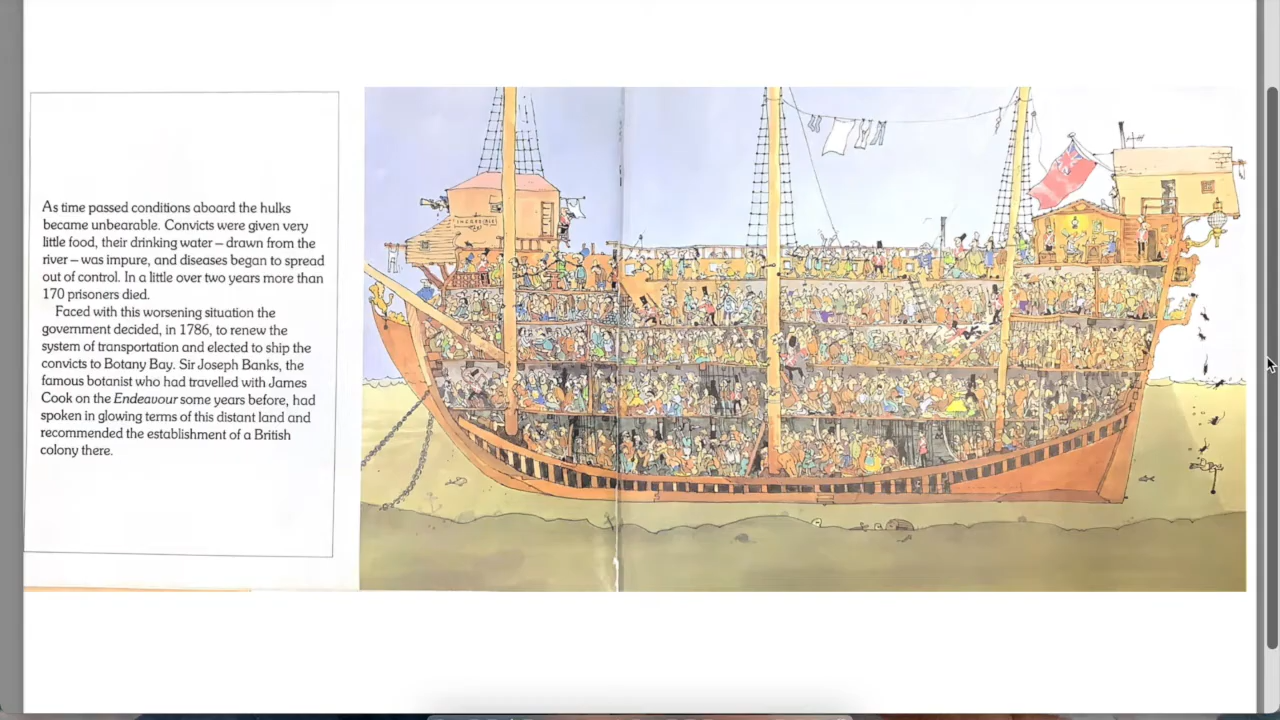 As time passed conditions aboard the hulks
became unbearable. Convicts were given very
little food, their drinking water – drawn from the
river – was impure, and diseases began to spread
out of control. In a little over two years more than
170 prisoners died.
Faced with this worsening situation the
government decided, in 1786, to renew the
system of transportation and elected to ship the
convicts to Botany Bay. Sir Joseph Banks, the
famous botanist who had travelled with James
Cook on the Endeavour some years before, had
spoken in glowing terms of this distant land and
recommended the establishment of a British
colony there.
INCREDIBLE